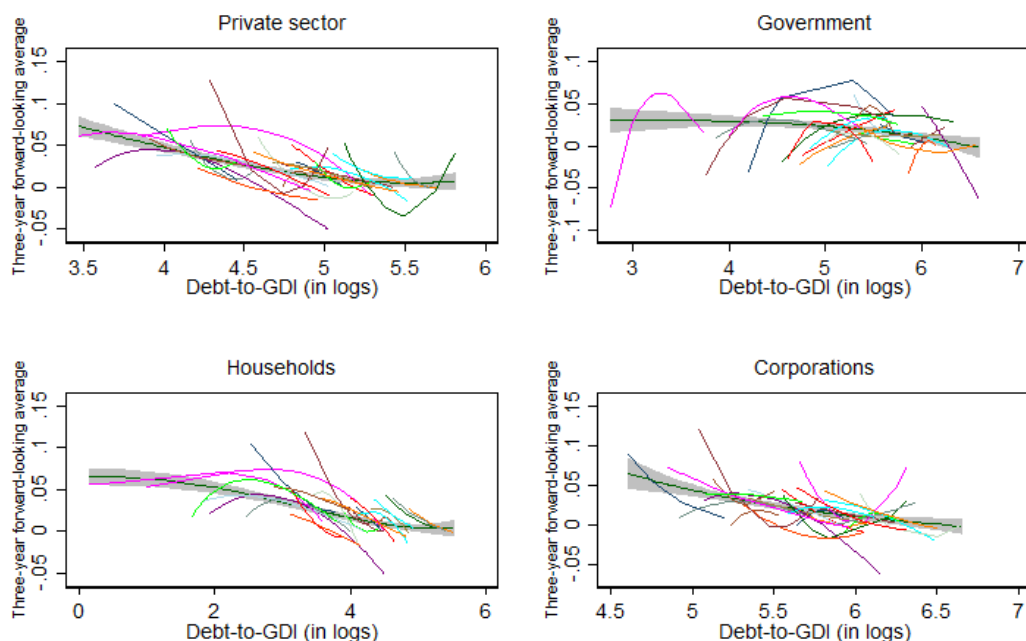 Private sector
Three-year forward-looking average
.15
.1
.05
0
-.05
3.5 4 4.5 5 5.5 6
Debt-to-GDI (in logs)
Government
Three-year forward-looking average
.1
.05
0
-.05
-.1
3 4 5 6 7
Debt-to-GDI (in logs)
Households
Three-year forward-looking average
.15
.1
.05
0
-.05
0 2 4 6
Debt-to-GDI (in logs)
Corporations
Three-year forward-looking average
.15
.1
.05
0
-.05
4.5 5 5.5 6 6.5 7
Debt-to-GDI (in logs)